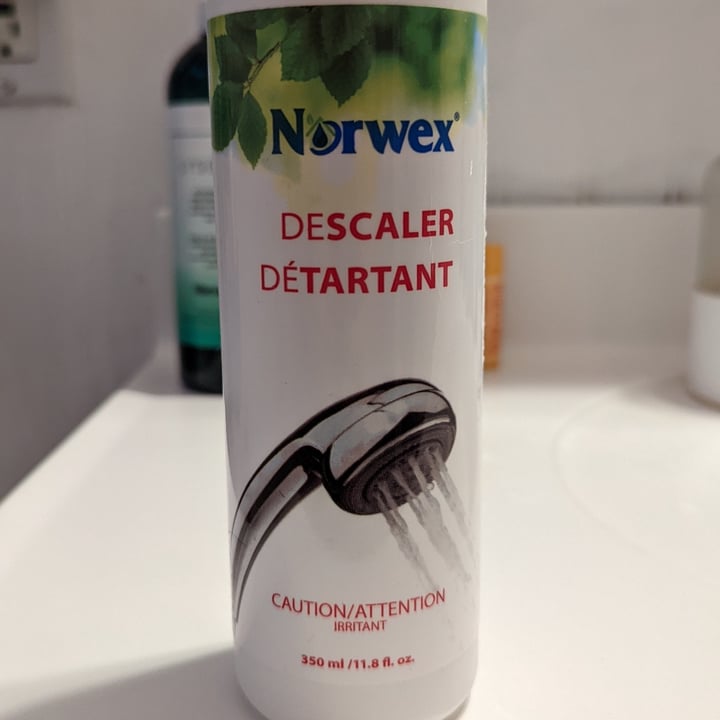 Norwex®
DESCALER
DÉTARTANT
CAUTION/ATTENTION
IRRITANT
350 ml /11.8 fl. oz.